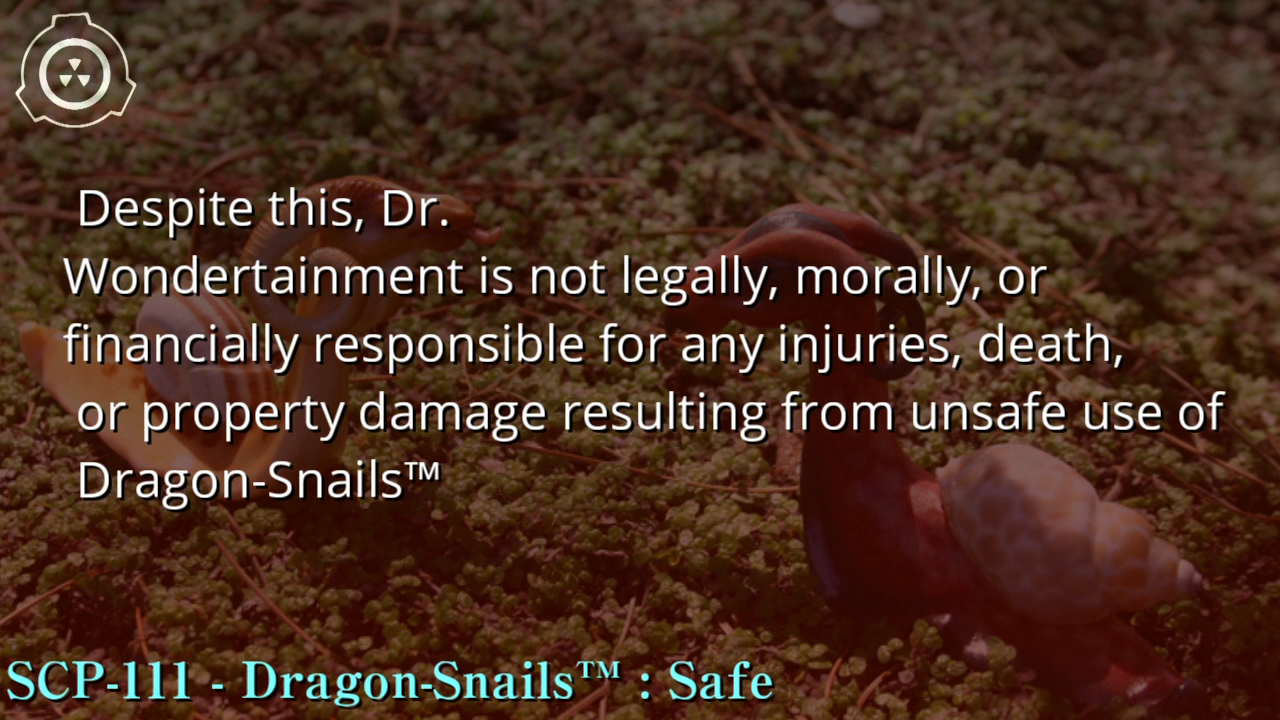 Despite this, Dr.
Wondertainment is not legally, morally, or
financially responsible for any injuries, death,
or property damage resulting from unsafe use of
Dragon-Snails™
SCP-111 - Dragon-Snails™ : Safe